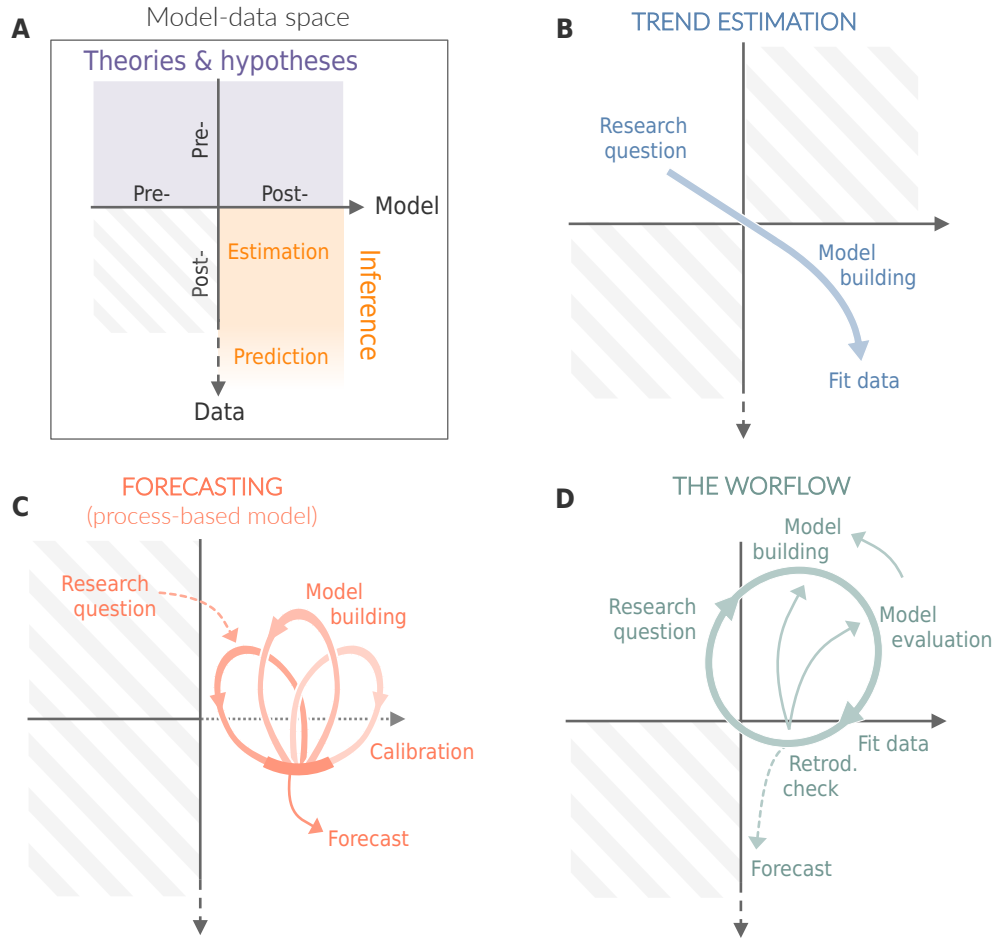 A
Model-data space
Theories & hypotheses
Pre-
Pre-
Post-
Model
Post-
Estimation
Inference
Prediction
Data
B
TREND ESTIMATION
Research
question
Model
building
Fit data
C
FORECASTING
(process-based model)
Research
question
Model
building
Calibration
Forecast
D
THE WORFLOW
Model
building
Research
question
Model
evaluation
Fit data
Retrod.
check
Forecast